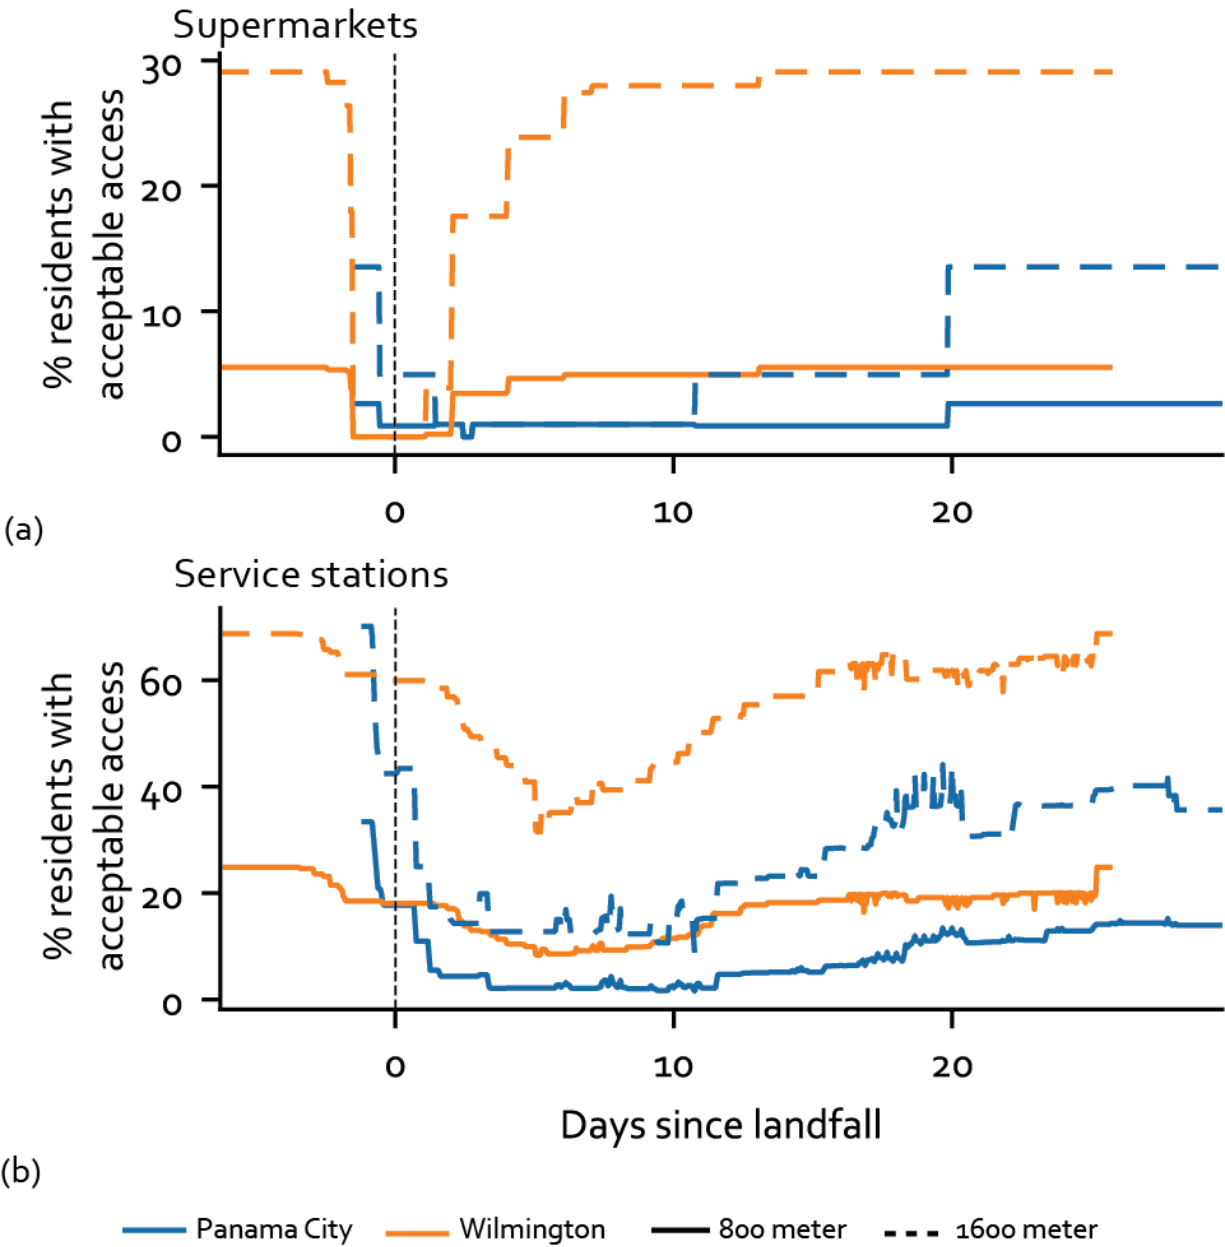 Supermarkets
% residents with
acceptable access
30
20
10
0
0 10 20
(a)
Service stations
% residents with
acceptable access
60
40
20
0
0 10 20
Days since landfall
(b)
Panama City Wilmington 800 meter 1600 meter